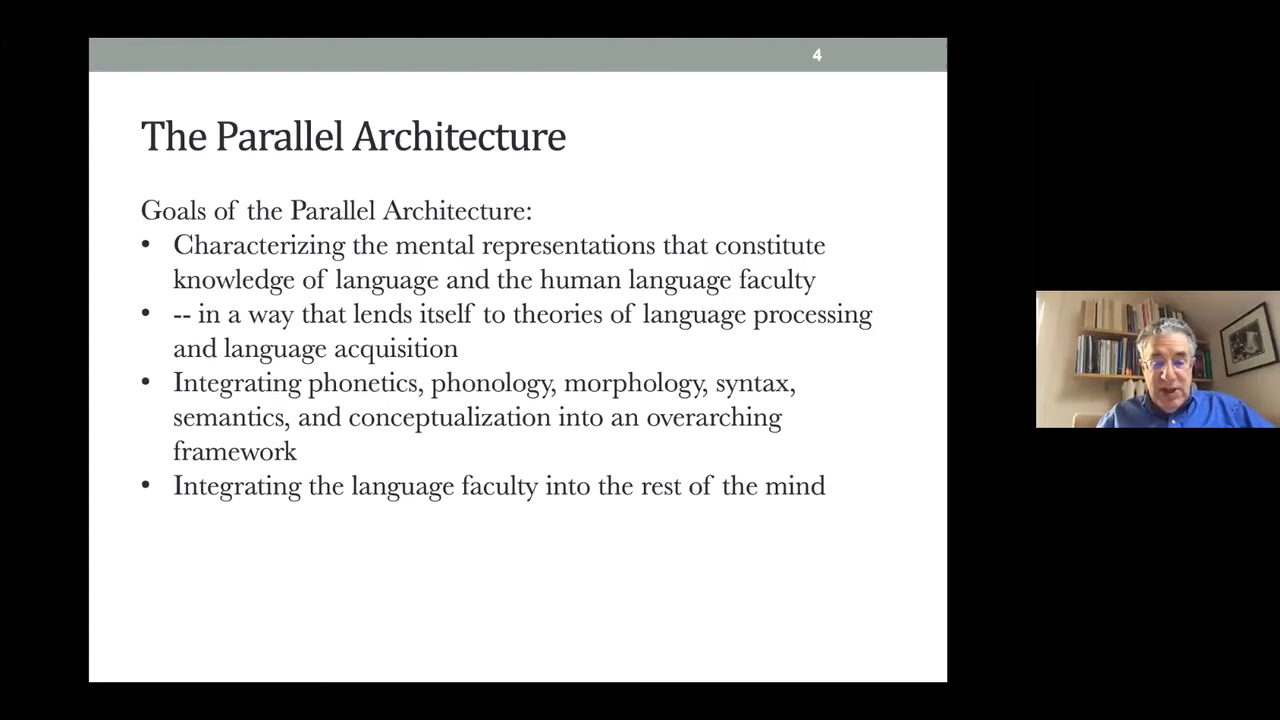 4
The Parallel Architecture
Goals of the Parallel Architecture:
• Characterizing the mental representations that constitute
knowledge of language and the human language faculty
• -- in a way that lends itself to theories of language processing
and language acquisition
• Integrating phonetics, phonology, morphology, syntax,
semantics, and conceptualization into an overarching
framework
• Integrating the language faculty into the rest of the mind